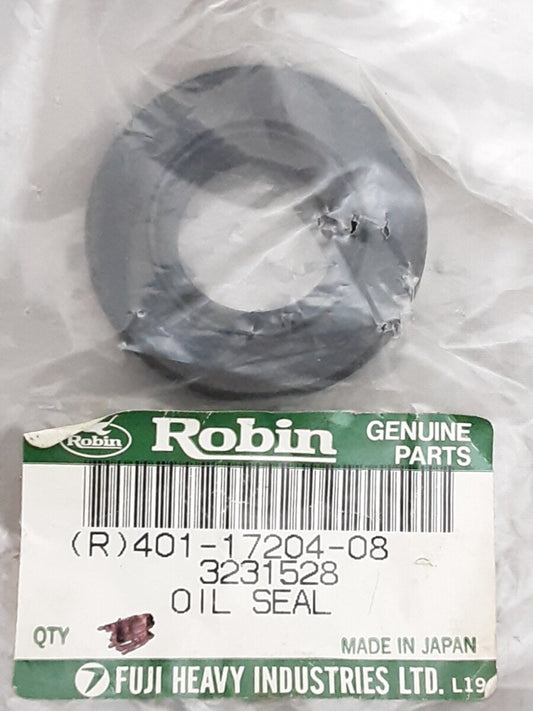 Robin
Robin
GENUINE
PARTS
(R)401-17204-08
3231528
OIL SEAL
QTY
MADE IN JAPAN
FUJI HEAVY INDUSTRIES LTD. L19